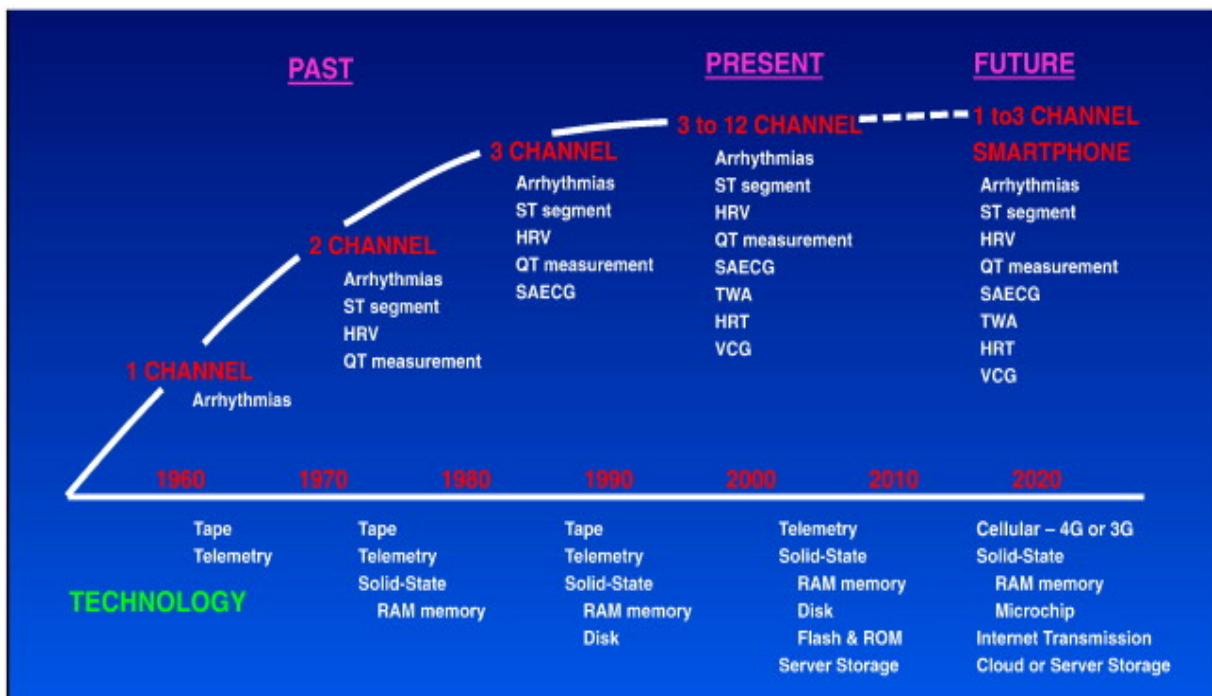 PAST
PRESENT
FUTURE
1 CHANNEL
Arrhythmias
2 CHANNEL
Arrhythmias
ST segment
HRV
QT measurement
3 CHANNEL
Arrhythmias
ST segment
HRV
QT measurement
SAECG
3 to 12 CHANNEL
Arrhythmias
ST segment
HRV
QT measurement
SAECG
TWA
HRT
VCG
1 to3 CHANNEL
SMARTPHONE
Arrhythmias
ST segment
HRV
QT measurement
SAECG
TWA
HRT
VCG
1960 1970 1980 1990 2000 2010 2020
TECHNOLOGY
Tape
Telemetry
Tape
Telemetry
Solid-State
RAM memory
Tape
Telemetry
Solid-State
RAM memory
Disk
Telemetry
Solid-State
RAM memory
Disk
Flash & ROM
Server Storage
Cellular – 4G or 3G
Solid-State
RAM memory
Microchip
Internet Transmission
Cloud or Server Storage